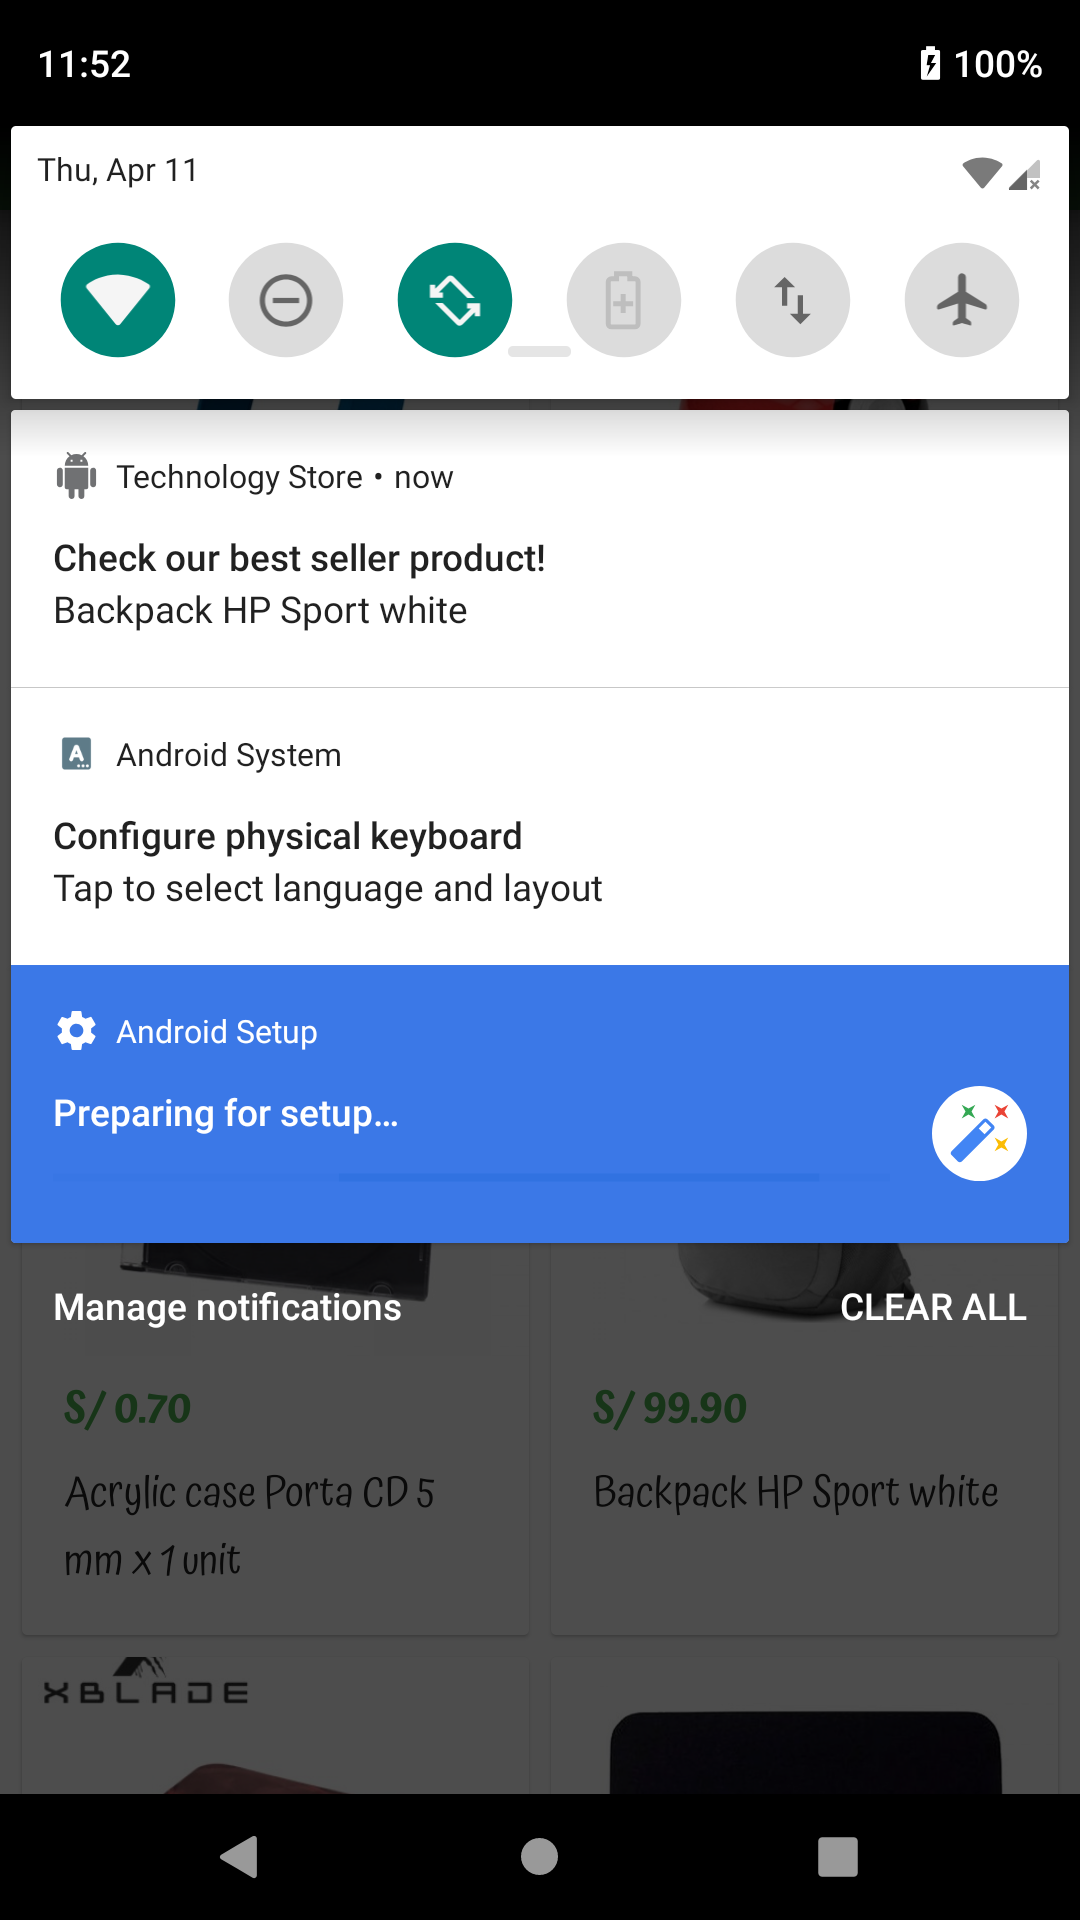 11:52
100%
Thu, Apr 11
Technology Store • now
Check our best seller product!
Backpack HP Sport white
A
Android System
Configure physical keyboard
Tap to select language and layout
Android Setup
Preparing for setup…
Manage notifications
CLEAR ALL
S/ 0.70
S/ 99.90
Acrylic case Porta CD 5
mm x 1 unit
Backpack HP Sport white
XBLADE